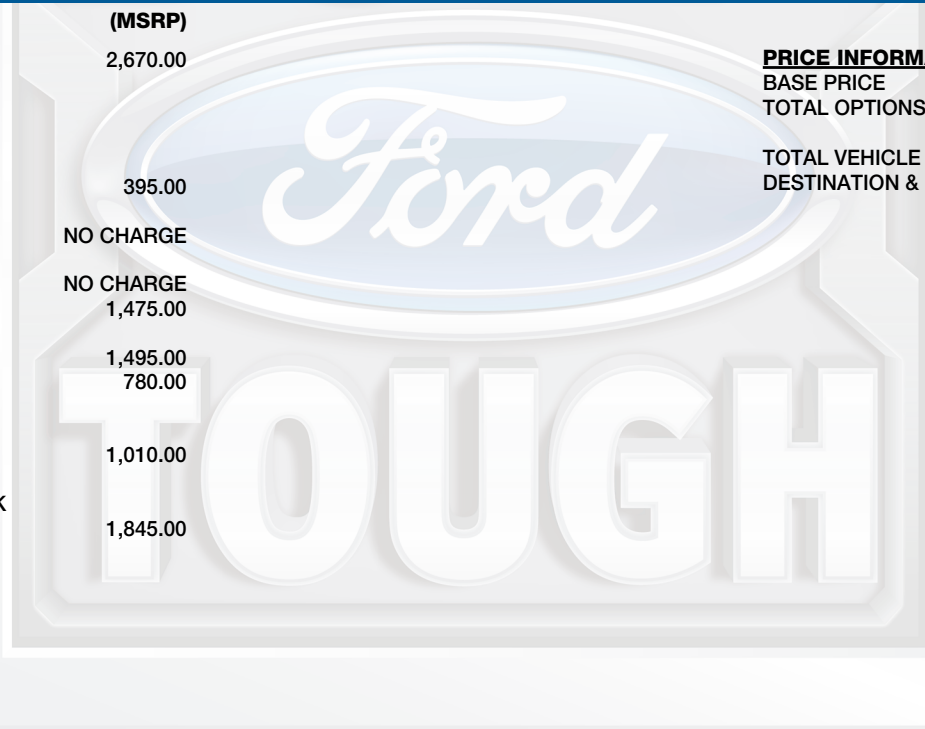 (MSRP)
2,670.00
395.00
NO CHARGE
NO CHARGE
1,475.00
1,495.00
780.00
1,010.00
K
1,845.00
PRICE INFORMA
BASE PRICE
TOTAL OPTIONS
TOTAL VEHICLE
DESTINATION &
Ford
TOUGH